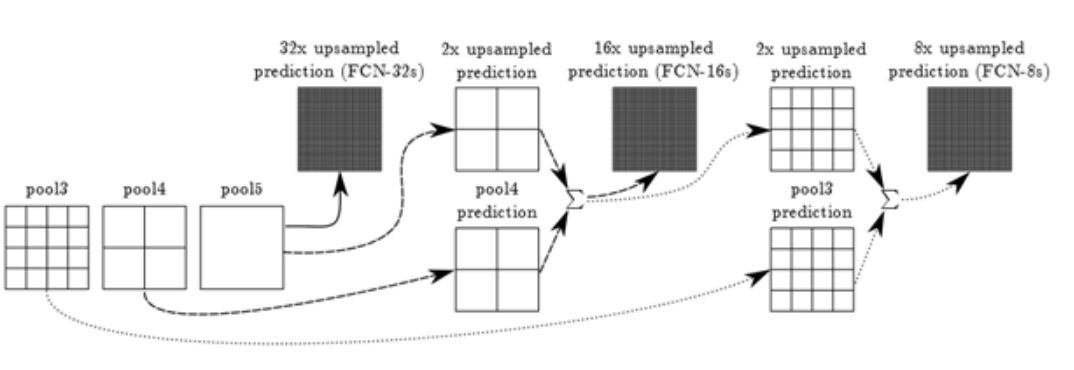 32x upsampled
prediction (FCN-32s)
2x upsampled
prediction
16x upsampled
prediction (FCN-16s)
2x upsampled
prediction
8x upsampled
prediction (FCN-8s)
pool3
pool4
pool5
pool4
prediction
Σ
pool3
prediction
Σ